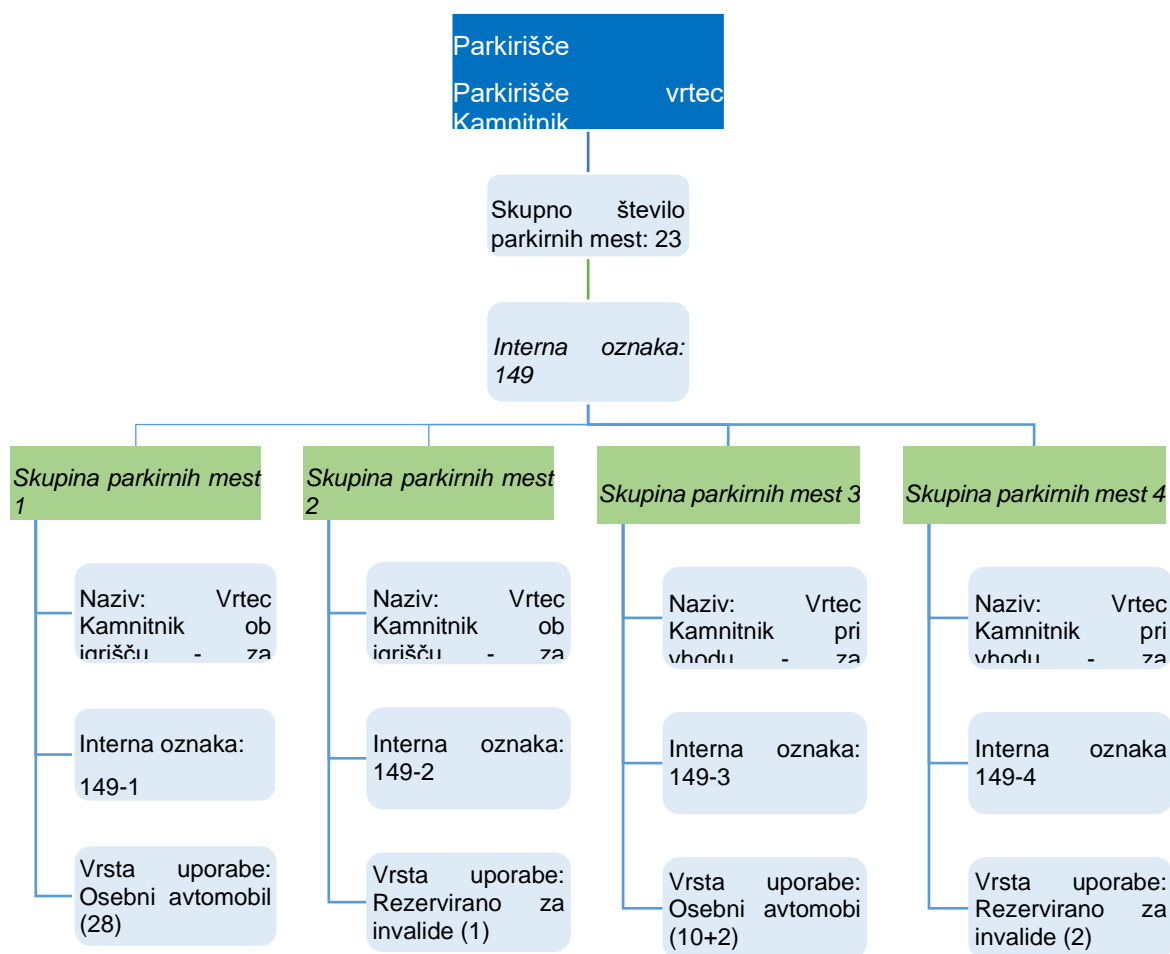 Parkirišče
Parkirišče vrtec
Kamnitnik
Skupno število
parkirnih mest: 23
Interna oznaka:
149
Skupina parkirnih mest
1
Naziv: Vrtec
Kamnitnik ob
igrišču - za
Interna oznaka:
149-1
Vrsta uporabe:
Osebni avtomobil
(28)
Skupina parkirnih mest
2
Naziv: Vrtec
Kamnitnik ob
igrišču - za
Interna oznaka:
149-2
Vrsta uporabe:
Rezervirano za
invalide (1)
Skupina parkirnih mest 3
Naziv: Vrtec
Kamnitnik pri
vhodu - za
Interna oznaka:
149-3
Vrsta uporabe:
Osebni avtomobi
(10+2)
Skupina parkirnih mest 4
Naziv: Vrtec
Kamnitnik pri
vhodu - za
Interna oznaka
149-4
Vrsta uporabe:
Rezervirano za
invalide (2)